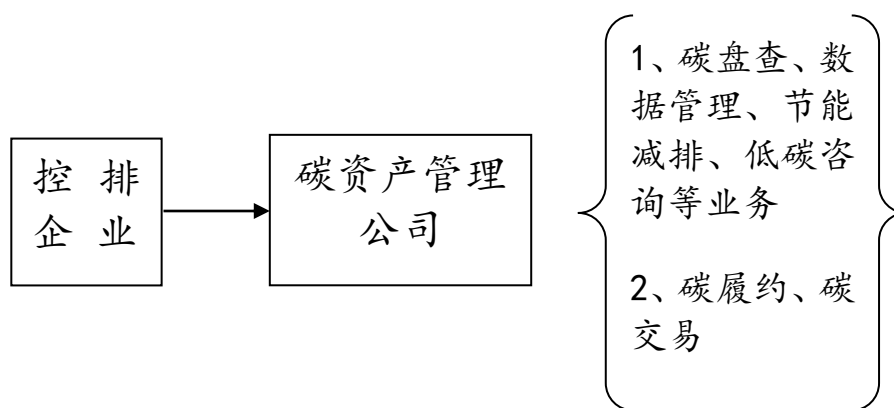 控 排
企 业
碳资产管理
公司
1、碳盘查、数
据管理、节能
减排、低碳咨
询等业务
2、碳履约、碳
交易